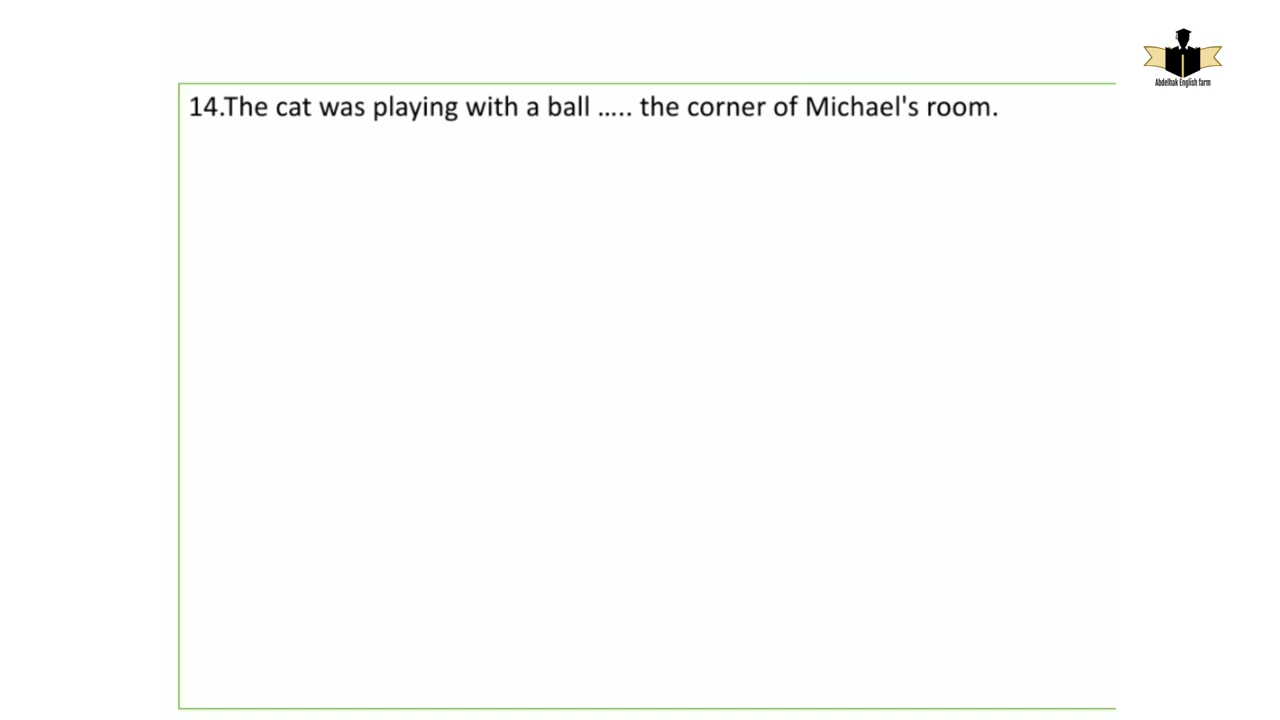 Abdelhak English farm
14.The cat was playing with a ball ..... the corner of Michael's room.